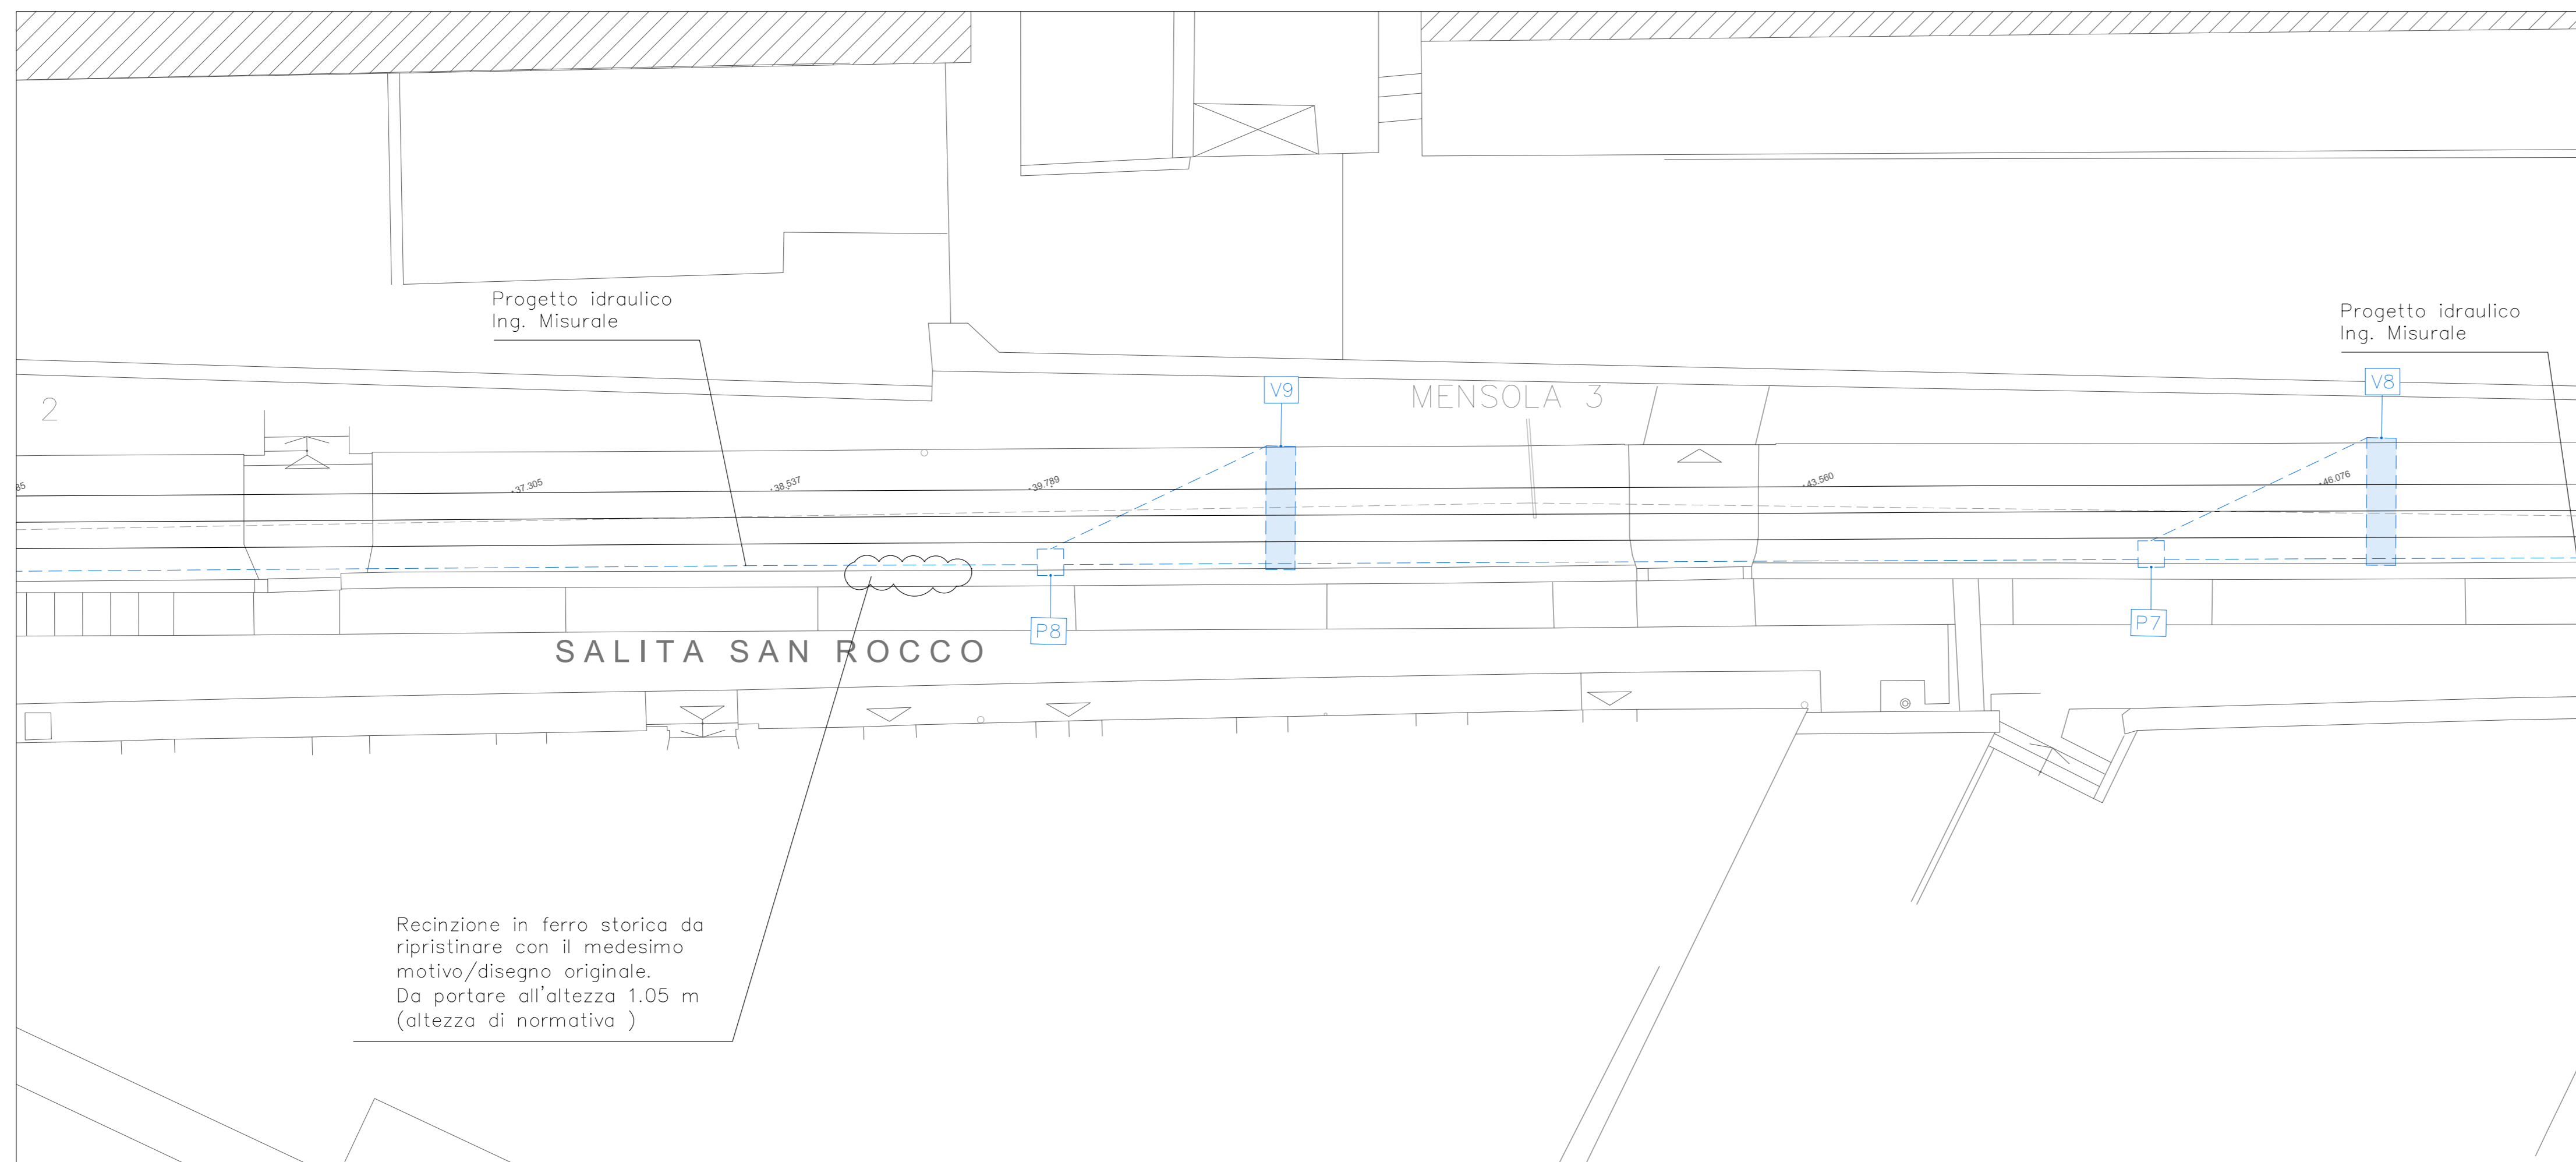 Progetto idraulico
Ing. Misurale
Progetto idraulico
Ing. Misurale
2
V9
MENSOLA 3
V8
85
37.305
38.537
39.789
43.560
46.076
P8
P7
SALITA SAN ROCCO
Recinzione in ferro storica da
ripristinare con il medesimo
motivo/disegno originale.
Da portare all'altezza 1.05 m
(altezza di normativa )